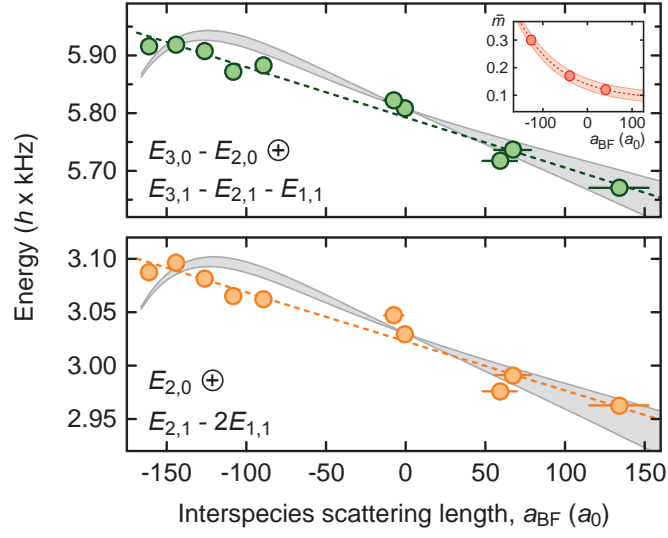 m̄
0.3
0.2
0.1
-100 0 100
a_BF (a_0)
5.90
5.80
5.70
E_3,0 - E_2,0 ⊕
E_3,1 - E_2,1 - E_1,1
Energy (h x kHz)
3.10
3.05
3.00
2.95
E_2,0 ⊕
E_2,1 - 2E_1,1
-150 -100 -50 0 50 100 150
Interspecies scattering length, a_BF (a_0)